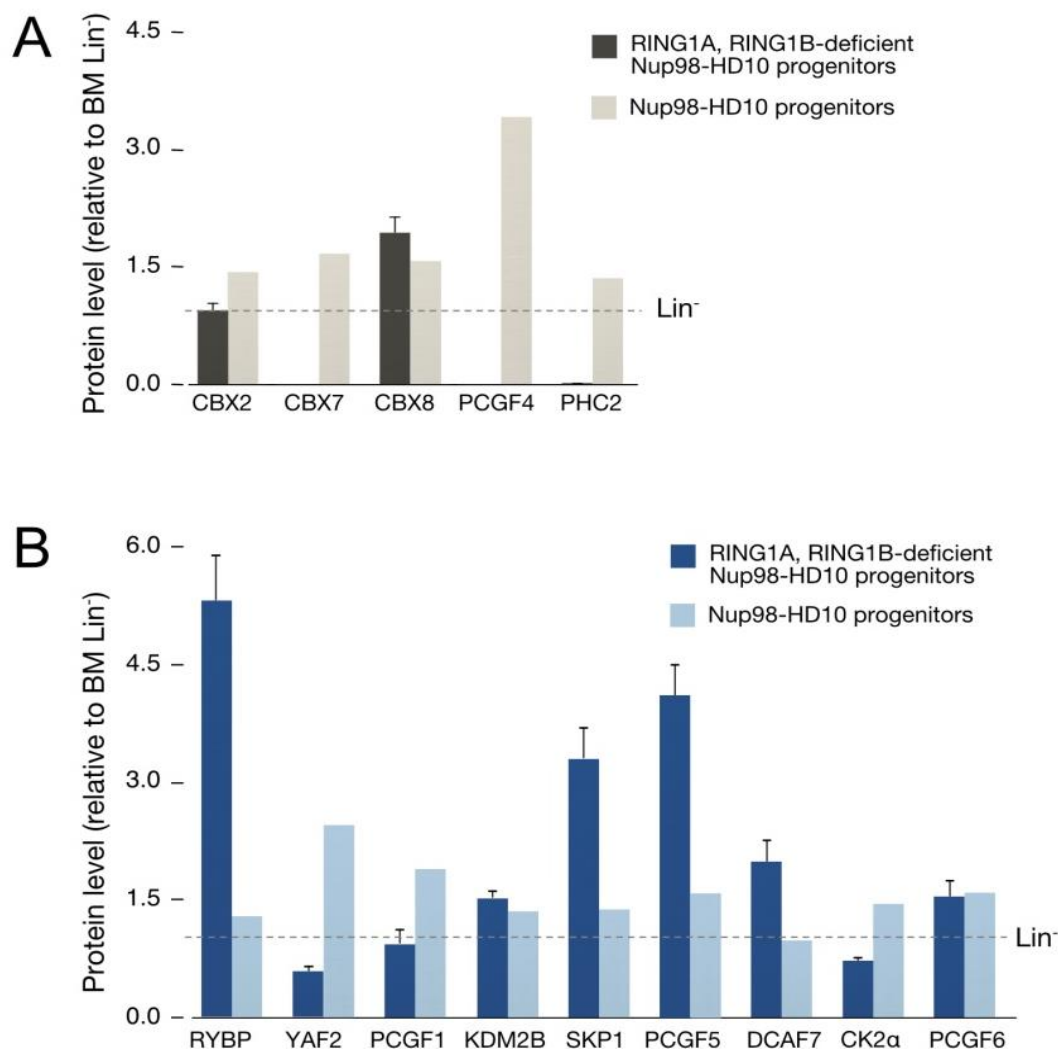 A
Protein level (relative to BM Lin⁻)
4.5
3.0
1.5
0.0
RING1A, RING1B-deficient
Nup98-HD10 progenitors
Nup98-HD10 progenitors
Lin⁻
CBX2 CBX7 CBX8 PCGF4 PHC2
B
Protein level (relative to BM Lin⁻)
6.0
4.5
3.0
1.5
0.0
RING1A, RING1B-deficient
Nup98-HD10 progenitors
Nup98-HD10 progenitors
Lin⁻
RYBP YAF2 PCGF1 KDM2B SKP1 PCGF5 DCAF7 CK2α PCGF6